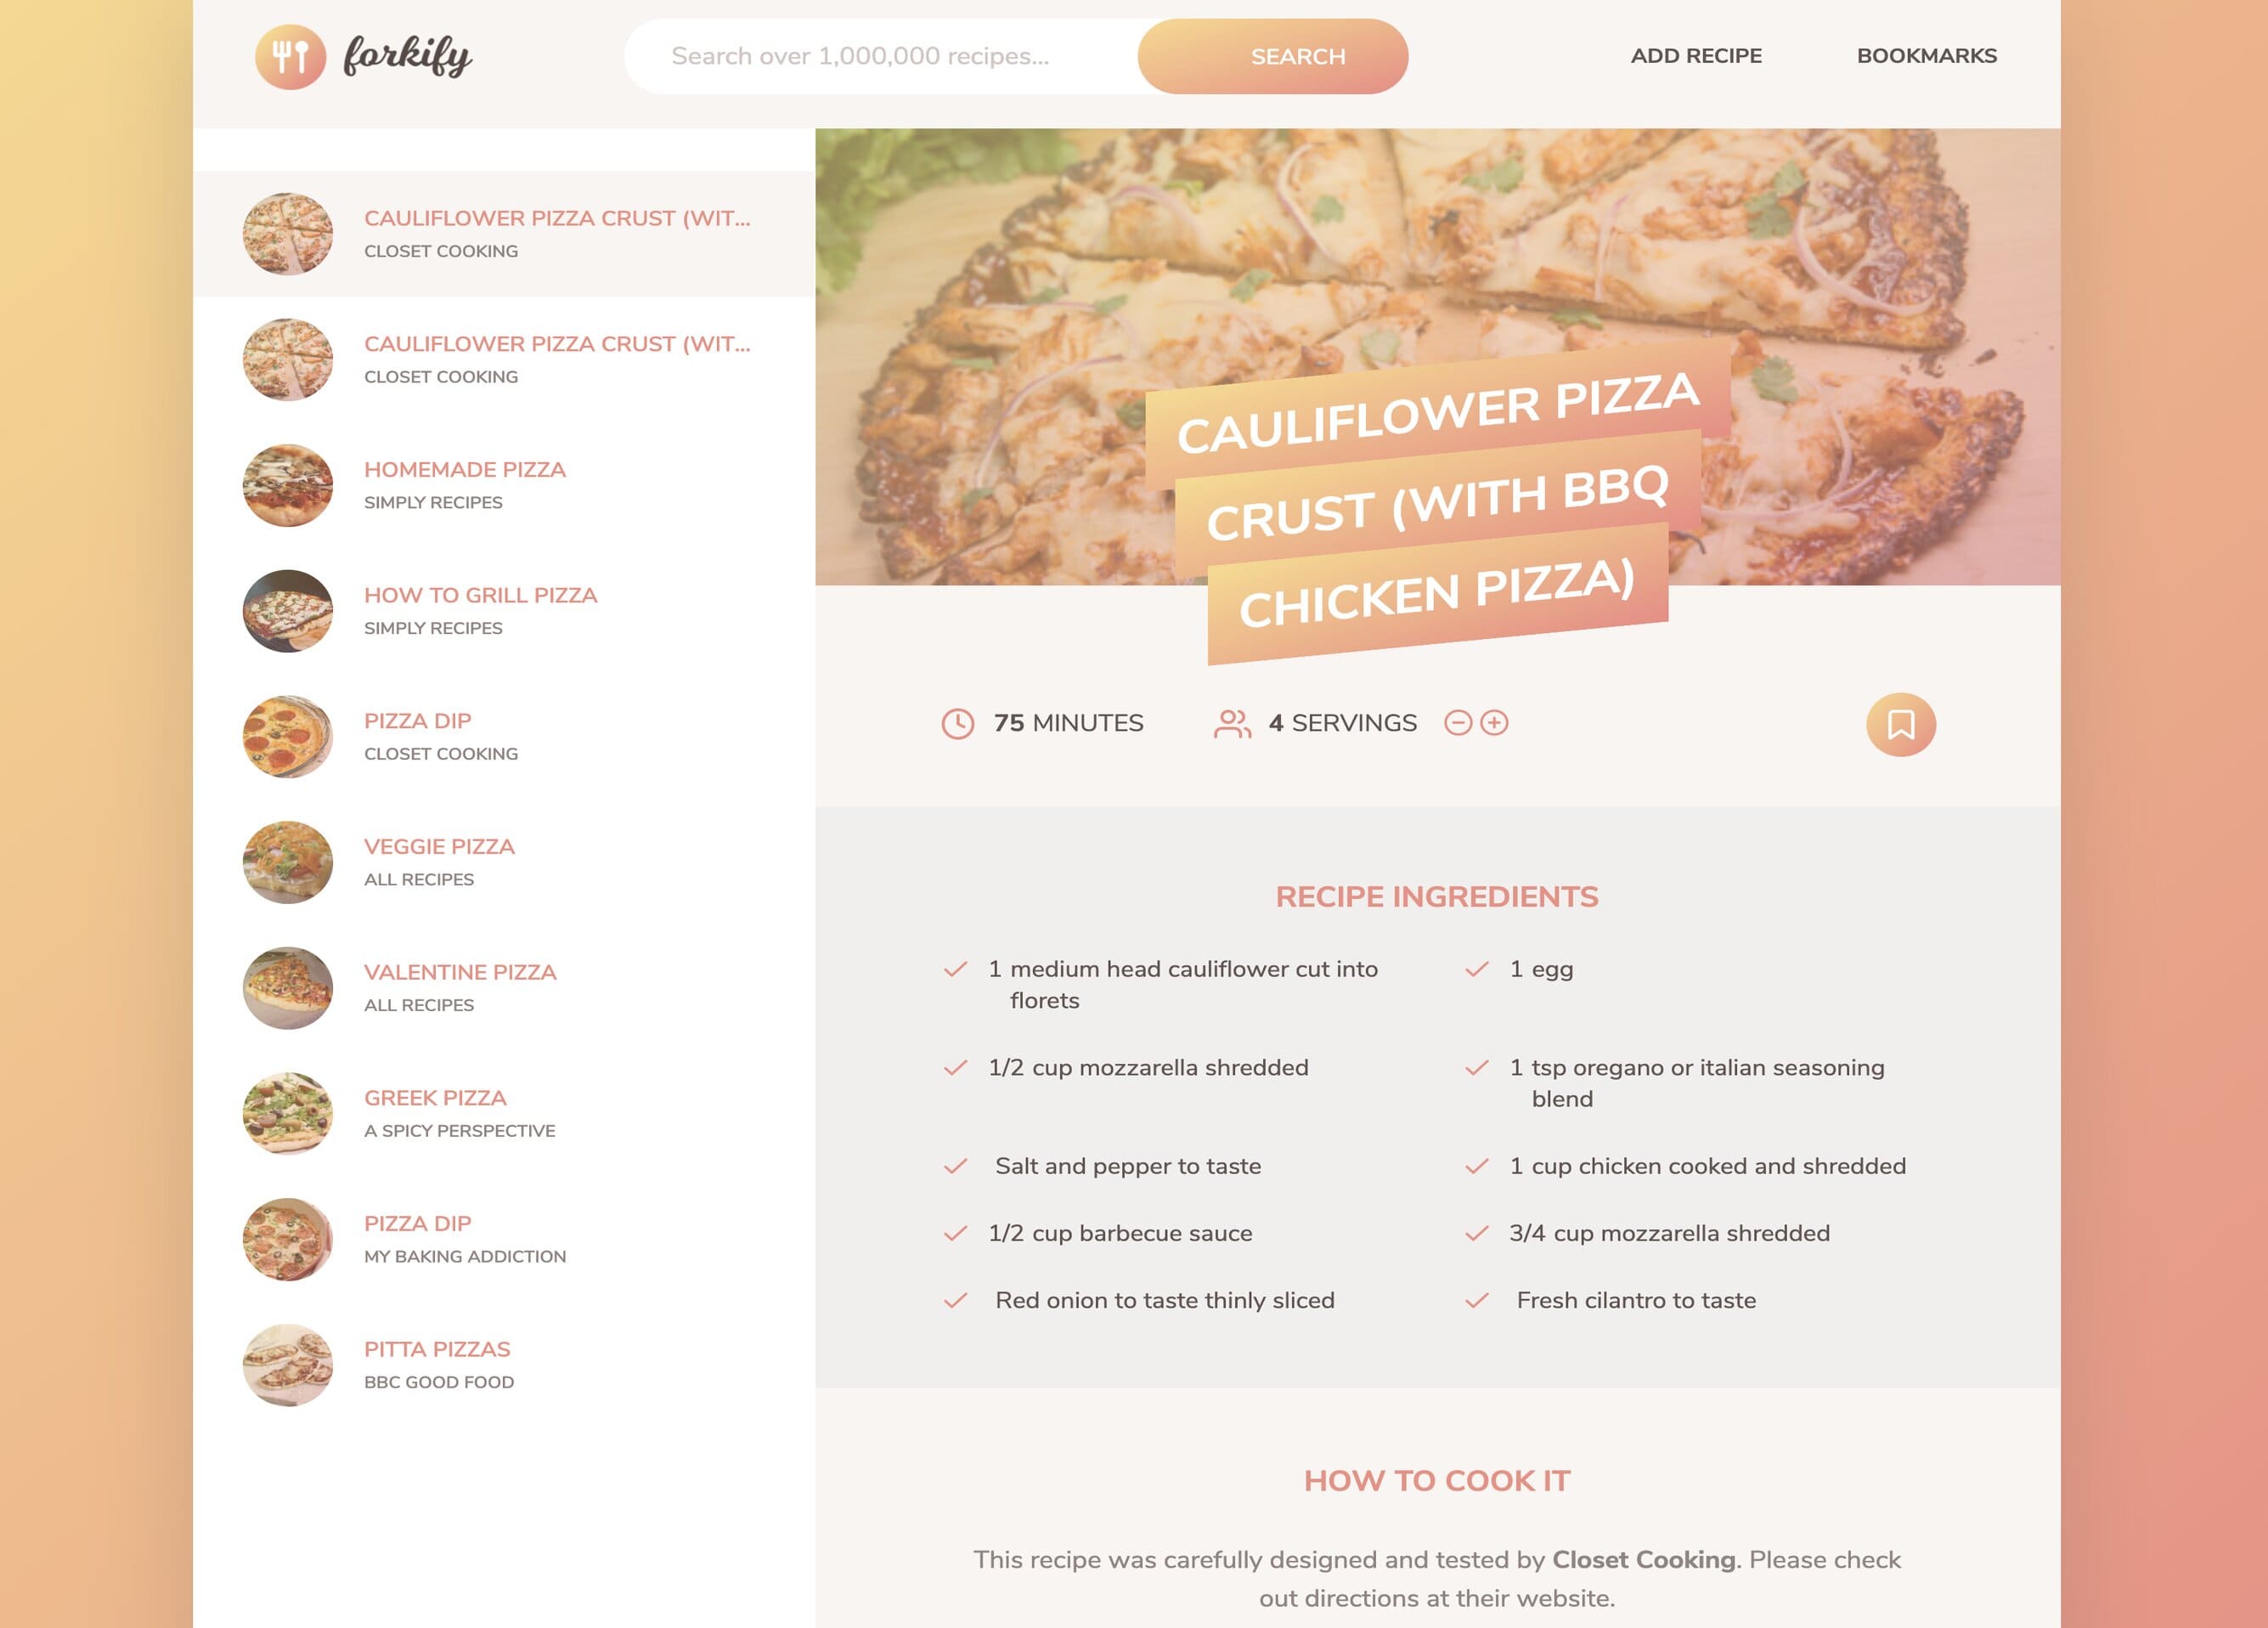 forkify
Search over 1,000,000 recipes...
SEARCH
ADD RECIPE
BOOKMARKS
CAULIFLOWER PIZZA CRUST (WIT...
CLOSET COOKING
CAULIFLOWER PIZZA CRUST (WIT...
CLOSET COOKING
HOMEMADE PIZZA
SIMPLY RECIPES
HOW TO GRILL PIZZA
SIMPLY RECIPES
PIZZA DIP
CLOSET COOKING
VEGGIE PIZZA
ALL RECIPES
VALENTINE PIZZA
ALL RECIPES
GREEK PIZZA
A SPICY PERSPECTIVE
PIZZA DIP
MY BAKING ADDICTION
PITTA PIZZAS
BBC GOOD FOOD
CAULIFLOWER PIZZA
CRUST (WITH BBQ
CHICKEN PIZZA)
75 MINUTES
4 SERVINGS
RECIPE INGREDIENTS
1 medium head cauliflower cut into
florets
1 egg
1/2 cup mozzarella shredded
1 tsp oregano or italian seasoning
blend
Salt and pepper to taste
1 cup chicken cooked and shredded
1/2 cup barbecue sauce
3/4 cup mozzarella shredded
Red onion to taste thinly sliced
Fresh cilantro to taste
HOW TO COOK IT
This recipe was carefully designed and tested by Closet Cooking. Please check
out directions at their website.